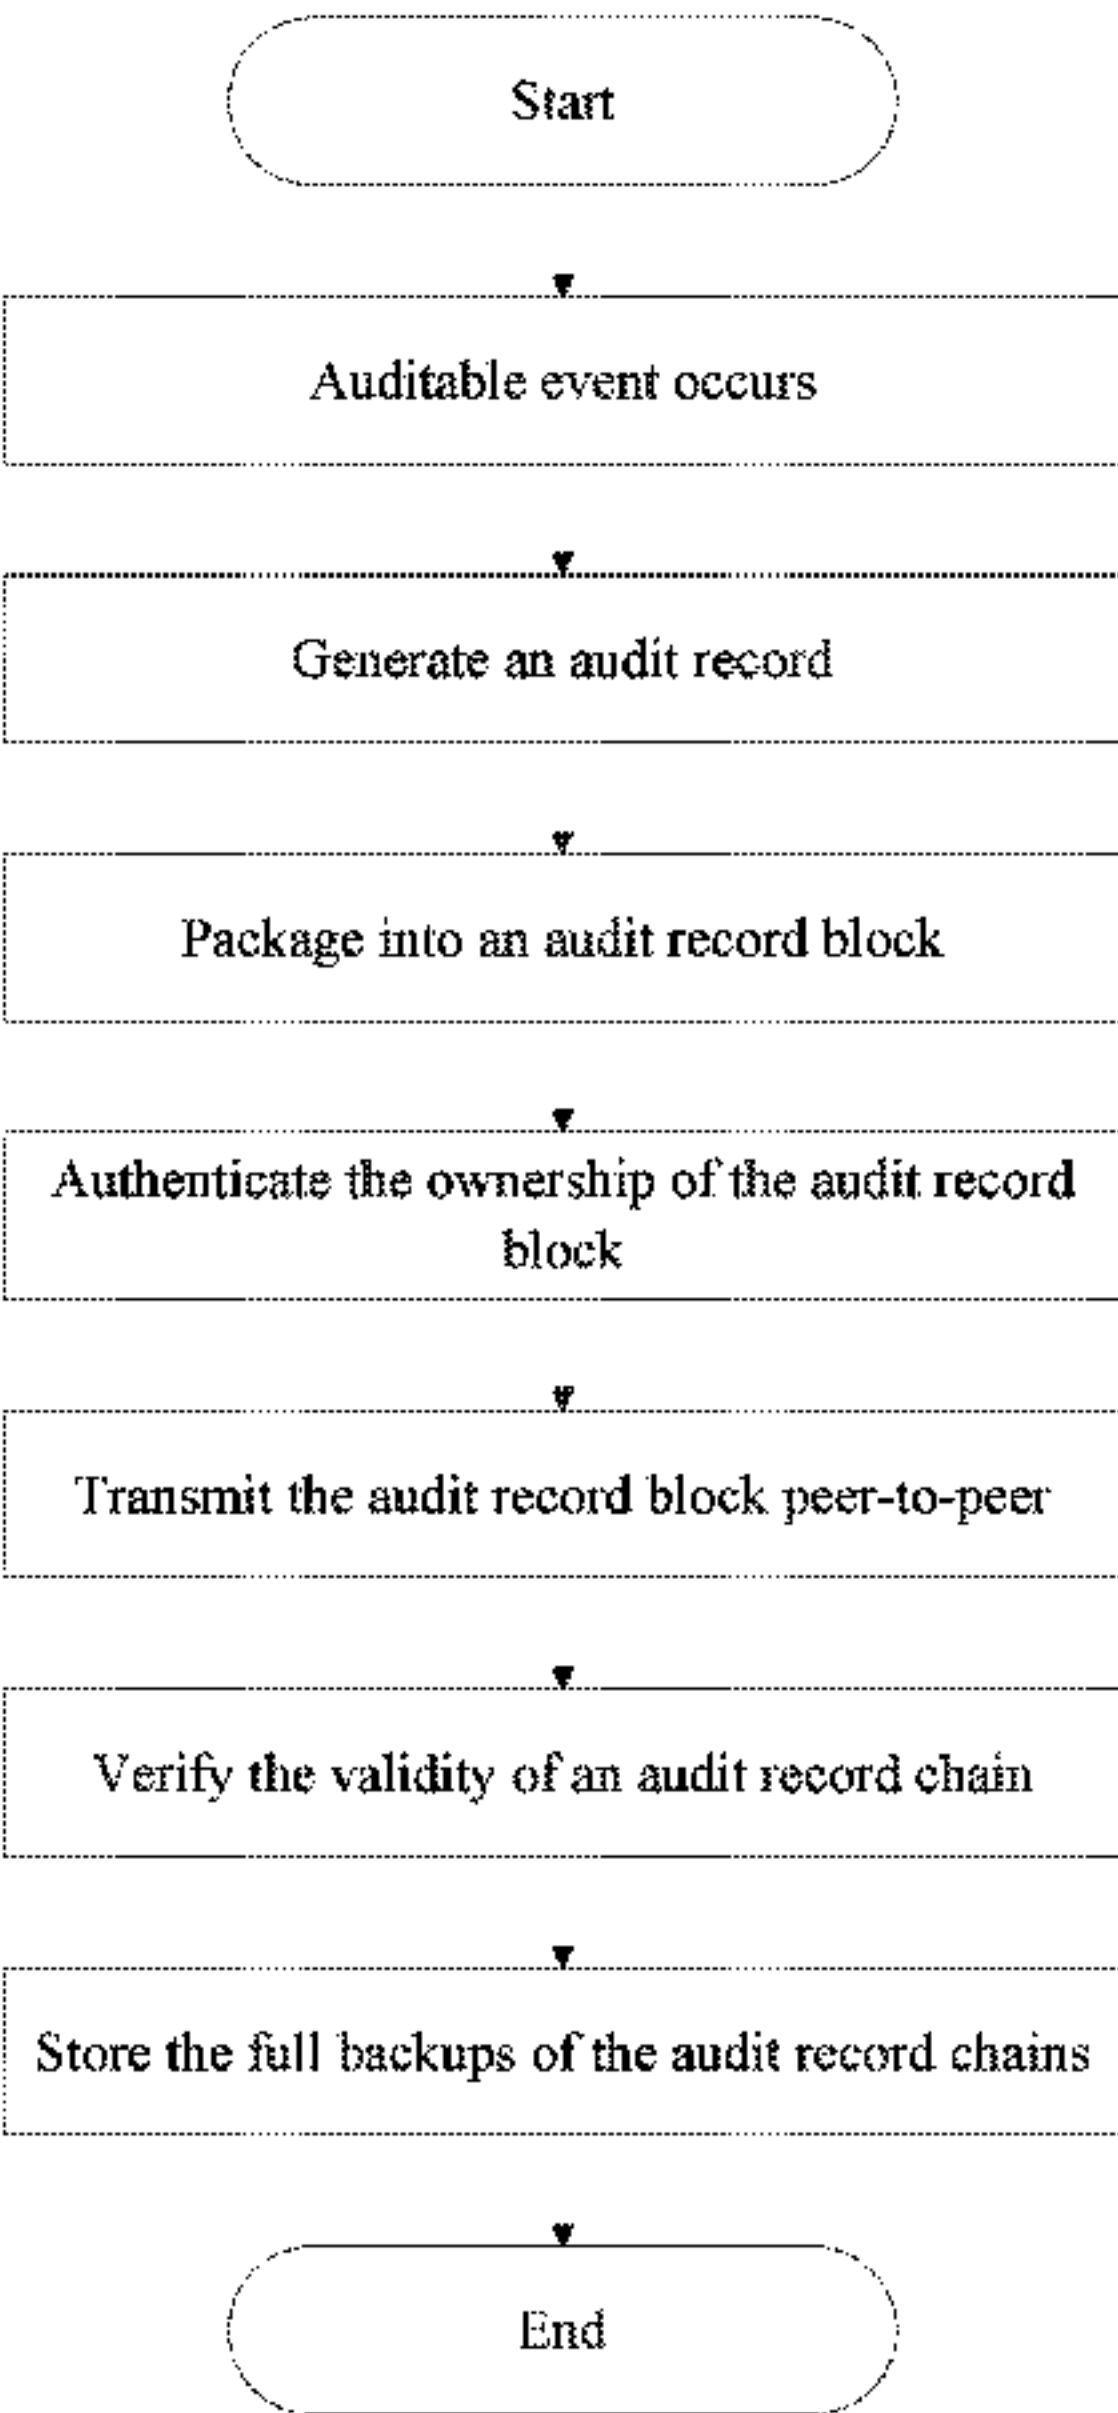 Start
Auditable event occurs
Generate an audit record
Package into an audit record block
Authenticate the ownership of the audit record
block
Transmit the audit record block peer-to-peer
Verify the validity of an audit record chain
Store the full backups of the audit record chains
End